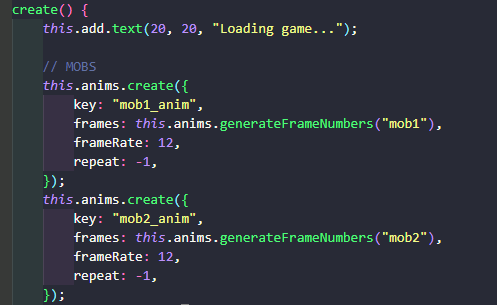 create() {
this.add.text(20, 20, "Loading game...");
// MOBS
this.anims.create({
key: "mob1_anim",
frames: this.anims.generateFrameNumbers("mob1"),
frameRate: 12,
repeat: -1,
});
this.anims.create({
key: "mob2_anim",
frames: this.anims.generateFrameNumbers("mob2"),
frameRate: 12,
repeat: -1,
});